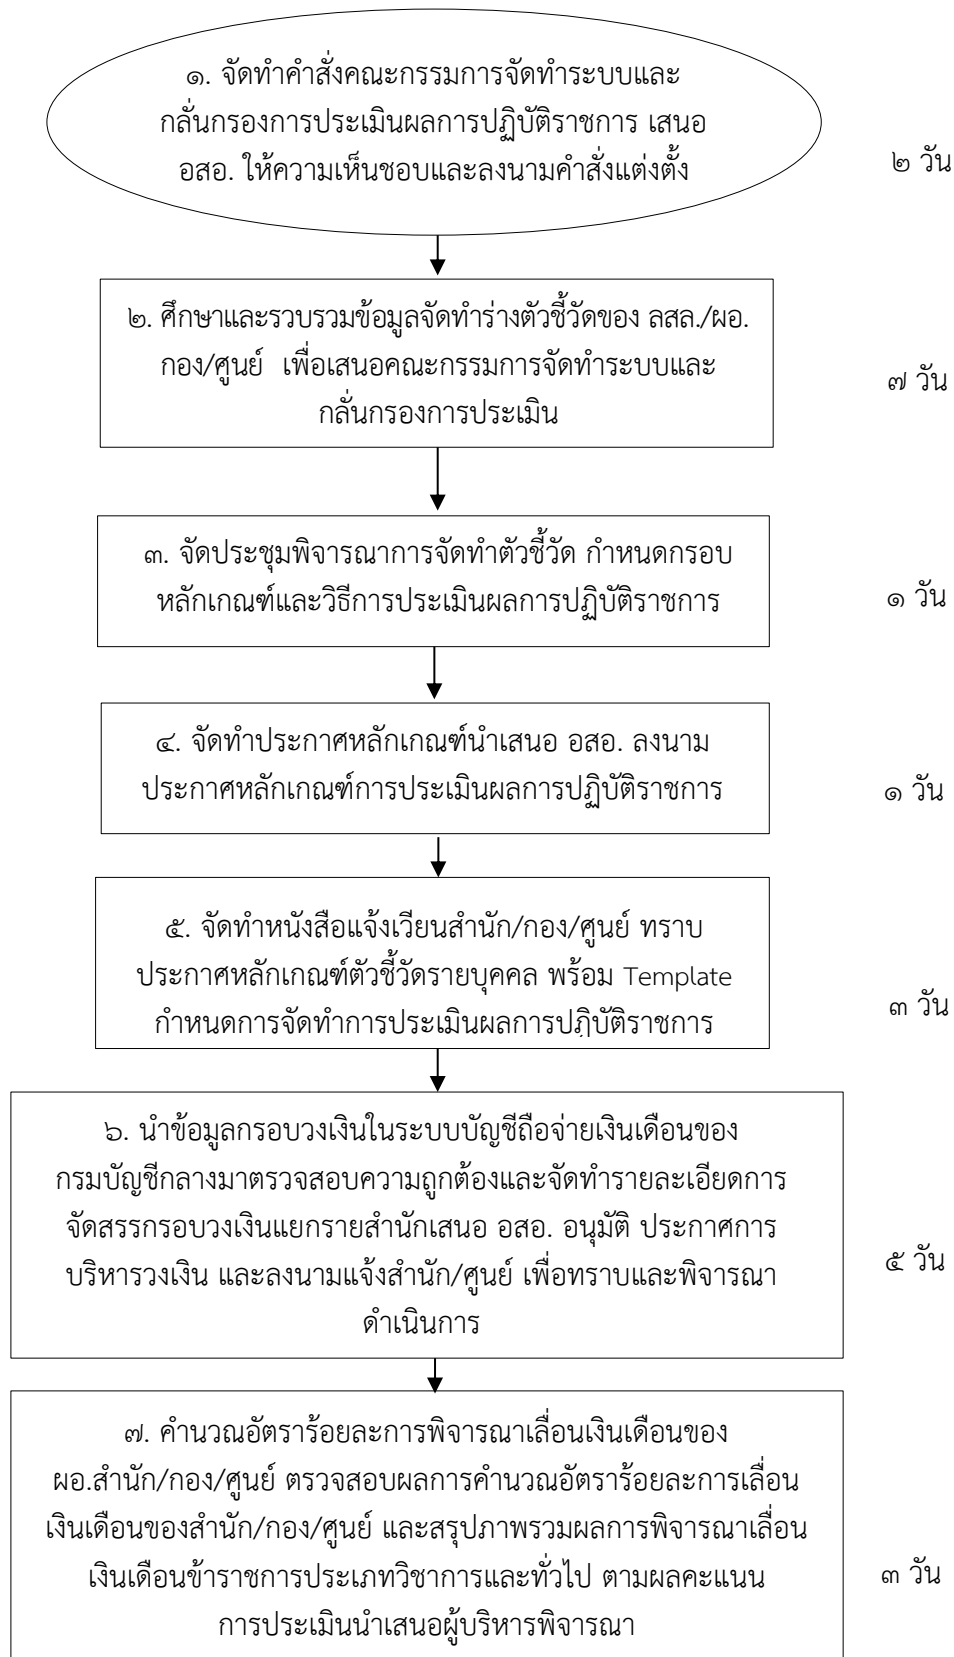 ๑. จัดทำคำสั่งคณะกรรมการจัดทำระบบและ
กลั่นกรองการประเมินผลการปฏิบัติราชการ เสนอ
อสอ. ให้ความเห็นชอบและลงนามคำสั่งแต่งตั้ง
๒ วัน
๒. ศึกษาและรวบรวมข้อมูลจัดทำร่างตัวชี้วัดของ ลสล./ผอ.
กอง/ศูนย์ เพื่อเสนอคณะกรรมการจัดทำระบบและ
กลั่นกรองการประเมิน
๗ วัน
๓. จัดประชุมพิจารณาการจัดทำตัวชี้วัด กำหนดกรอบ
หลักเกณฑ์และวิธีการประเมินผลการปฏิบัติราชการ
๑ วัน
๔. จัดทำประกาศหลักเกณฑ์นำเสนอ อสอ. ลงนาม
ประกาศหลักเกณฑ์การประเมินผลการปฏิบัติราชการ
๑ วัน
๕. จัดทำหนังสือแจ้งเวียนสำนัก/กอง/ศูนย์ ทราบ
ประกาศหลักเกณฑ์ตัวชี้วัดรายบุคคล พร้อม Template
กำหนดการจัดทำการประเมินผลการปฏิบัติราชการ
๓ วัน
๖. นำข้อมูลกรอบวงเงินในระบบบัญชีถือจ่ายเงินเดือนของ
กรมบัญชีกลางมาตรวจสอบความถูกต้องและจัดทำรายละเอียดการ
จัดสรรกรอบวงเงินแยกรายสำนักเสนอ อสอ. อนุมัติ ประกาศการ
บริหารวงเงิน และลงนามแจ้งสำนัก/ศูนย์ เพื่อทราบและพิจารณา
ดำเนินการ
๕ วัน
๗. คำนวณอัตราร้อยละการพิจารณาเลื่อนเงินเดือนของ
ผอ.สำนัก/กอง/ศูนย์ ตรวจสอบผลการคำนวณอัตราร้อยละการเลื่อน
เงินเดือนของสำนัก/กอง/ศูนย์ และสรุปภาพรวมผลการพิจารณาเลื่อน
เงินเดือนข้าราชการประเภทวิชาการและทั่วไป ตามผลคะแนน
การประเมินนำเสนอผู้บริหารพิจารณา
๓ วัน